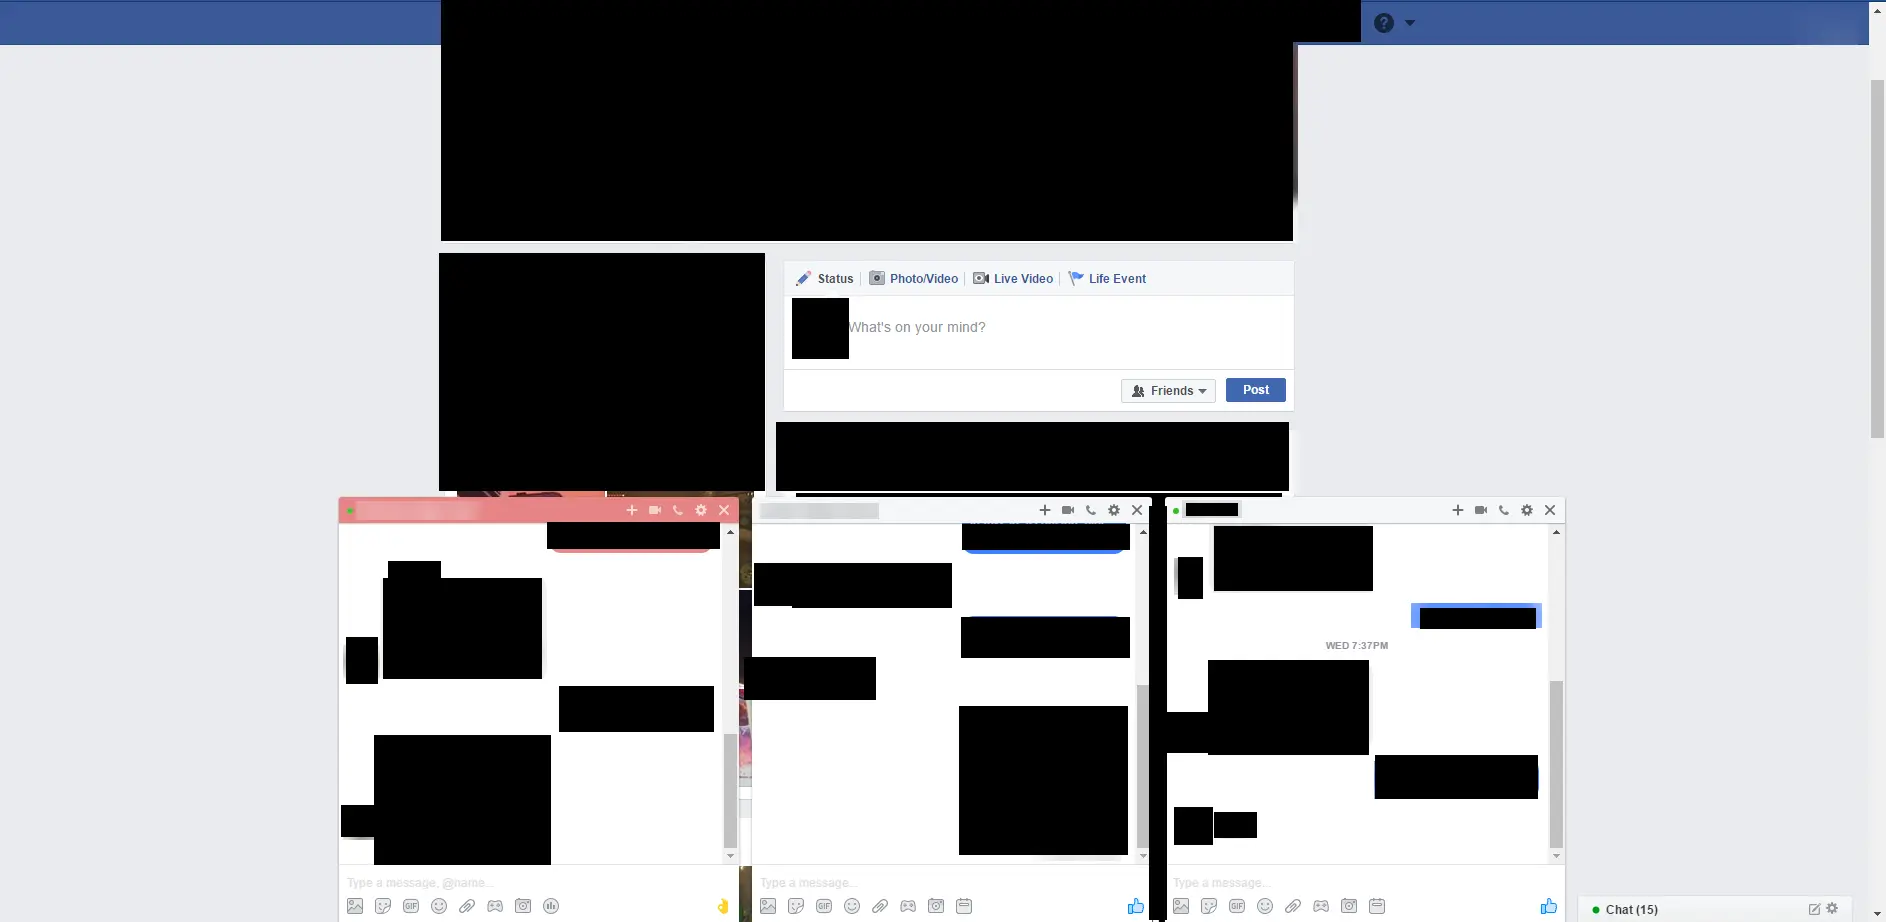 ?
Status
Photo/Video
Live Video
Life Event
What's on your mind?
Friends
Post
WED 7:37PM
Type a message, @name...
Type a message...
Type a message...
GIF
GIF
GIF
Chat (15)